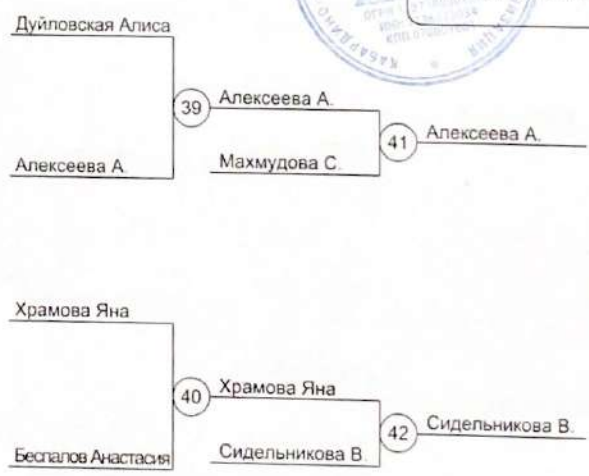 Дуйловская Алиса
39
Алексеева А.
41
Алексеева А.
Алексеева А.
Махмудова С.
Храмова Яна
40
Храмова Яна
42
Сидельникова В.
Беспалов Анастасия
Сидельникова В.